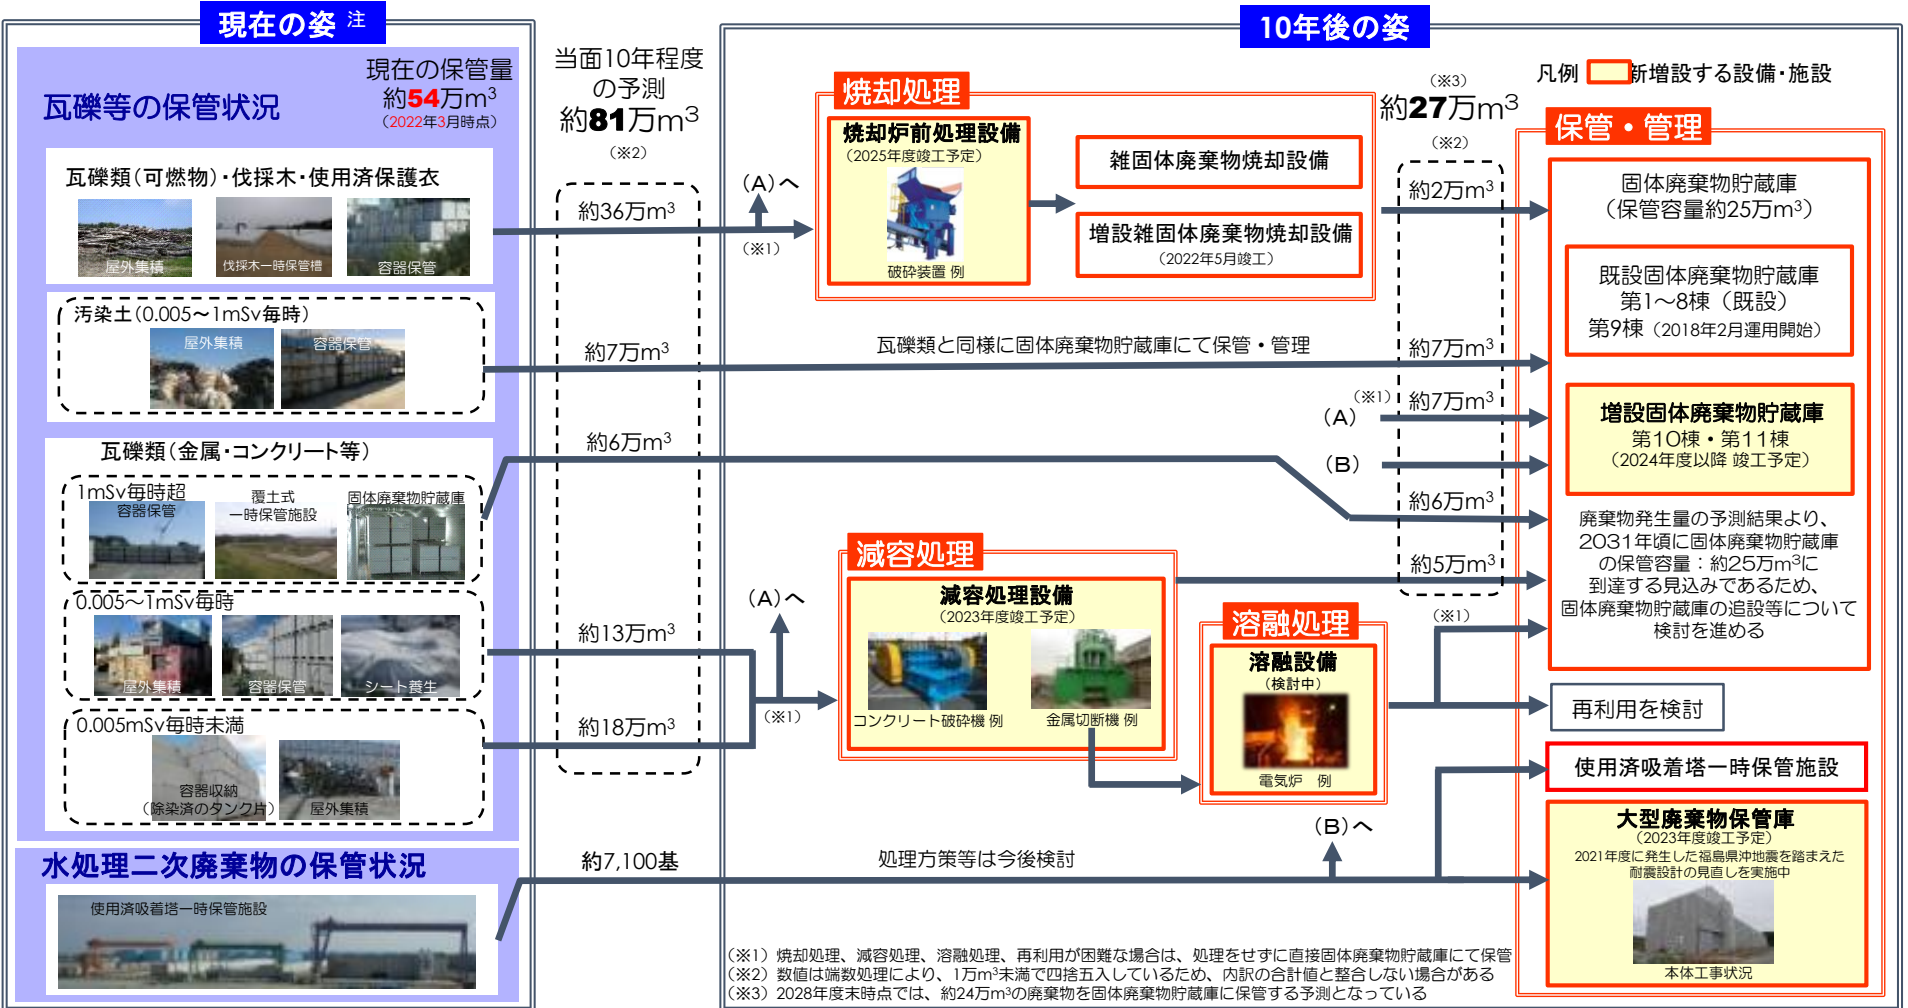 現在の姿 注
10年後の姿
瓦礫等の保管状況
現在の保管量
約54万m³
(2022年3月時点)
瓦礫類(可燃物)・伐採木・使用済保護衣
屋外集積
伐採木一時保管槽
容器保管
汚染土(0.005~1mSv毎時)
屋外集積
容器保管
瓦礫類(金属・コンクリート等)
1mSv毎時超
容器保管
覆土式
一時保管施設
固体廃棄物貯蔵庫
0.005~1mSv毎時
屋外集積
容器保管
シート養生
0.005mSv毎時未満
容器収納
(除染済のタンク片)
屋外集積
水処理二次廃棄物の保管状況
使用済吸着塔一時保管施設
当面10年程度
の予測
約81万m³
(※2)
約36万m³
約7万m³
約6万m³
約13万m³
約18万m³
約7,100基
(A)へ
(※1)
焼却処理
焼却炉前処理設備
(2025年度竣工予定)
破砕装置 例
雑固体廃棄物焼却設備
増設雑固体廃棄物焼却設備
(2022年5月竣工)
瓦礫類と同様に固体廃棄物貯蔵庫にて保管・管理
(A)へ
(※1)
減容処理
減容処理設備
(2023年度竣工予定)
コンクリート破砕機 例
金属切断機 例
溶融処理
溶融設備
(検討中)
電気炉 例
処理方策等は今後検討
(B)へ
(※3)
約27万m³
(※2)
約2万m³
約7万m³
(A)
(※1)
約7万m³
(B)
約6万m³
約5万m³
(※1)
凡例 新増設する設備・施設
保管・管理
固体廃棄物貯蔵庫
(保管容量約25万m³)
既設固体廃棄物貯蔵庫
第1~8棟(既設)
第9棟(2018年2月運用開始)
増設固体廃棄物貯蔵庫
第10棟・第11棟
(2024年度以降 竣工予定)
廃棄物発生量の予測結果より、
2031年頃に固体廃棄物貯蔵庫
の保管容量:約25万m³に
到達する見込みであるため、
固体廃棄物貯蔵庫の追設等について
検討を進める
再利用を検討
使用済吸着塔一時保管施設
大型廃棄物保管庫
(2023年度竣工予定)
2021年度に発生した福島県沖地震を踏まえた
耐震設計の見直しを実施中
本体工事状況
(※1) 焼却処理、減容処理、溶融処理、再利用が困難な場合は、処理をせずに直接固体廃棄物貯蔵庫にて保管
(※2) 数値は端数処理により、1万m³未満で四捨五入しているため、内訳の合計値と整合しない場合がある
(※3) 2028年度末時点では、約24万m³の廃棄物を固体廃棄物貯蔵庫に保管する予測となっている